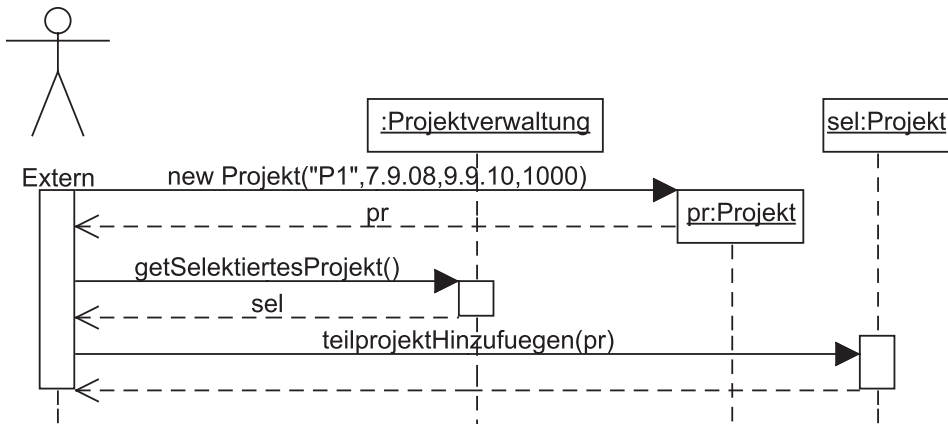 :Projektverwaltung
sel:Projekt
Extern
new Projekt("P1",7.9.08,9.9.10,1000)
pr:Projekt
pr
getSelektiertesProjekt()
sel
teilprojektHinzufuegen(pr)